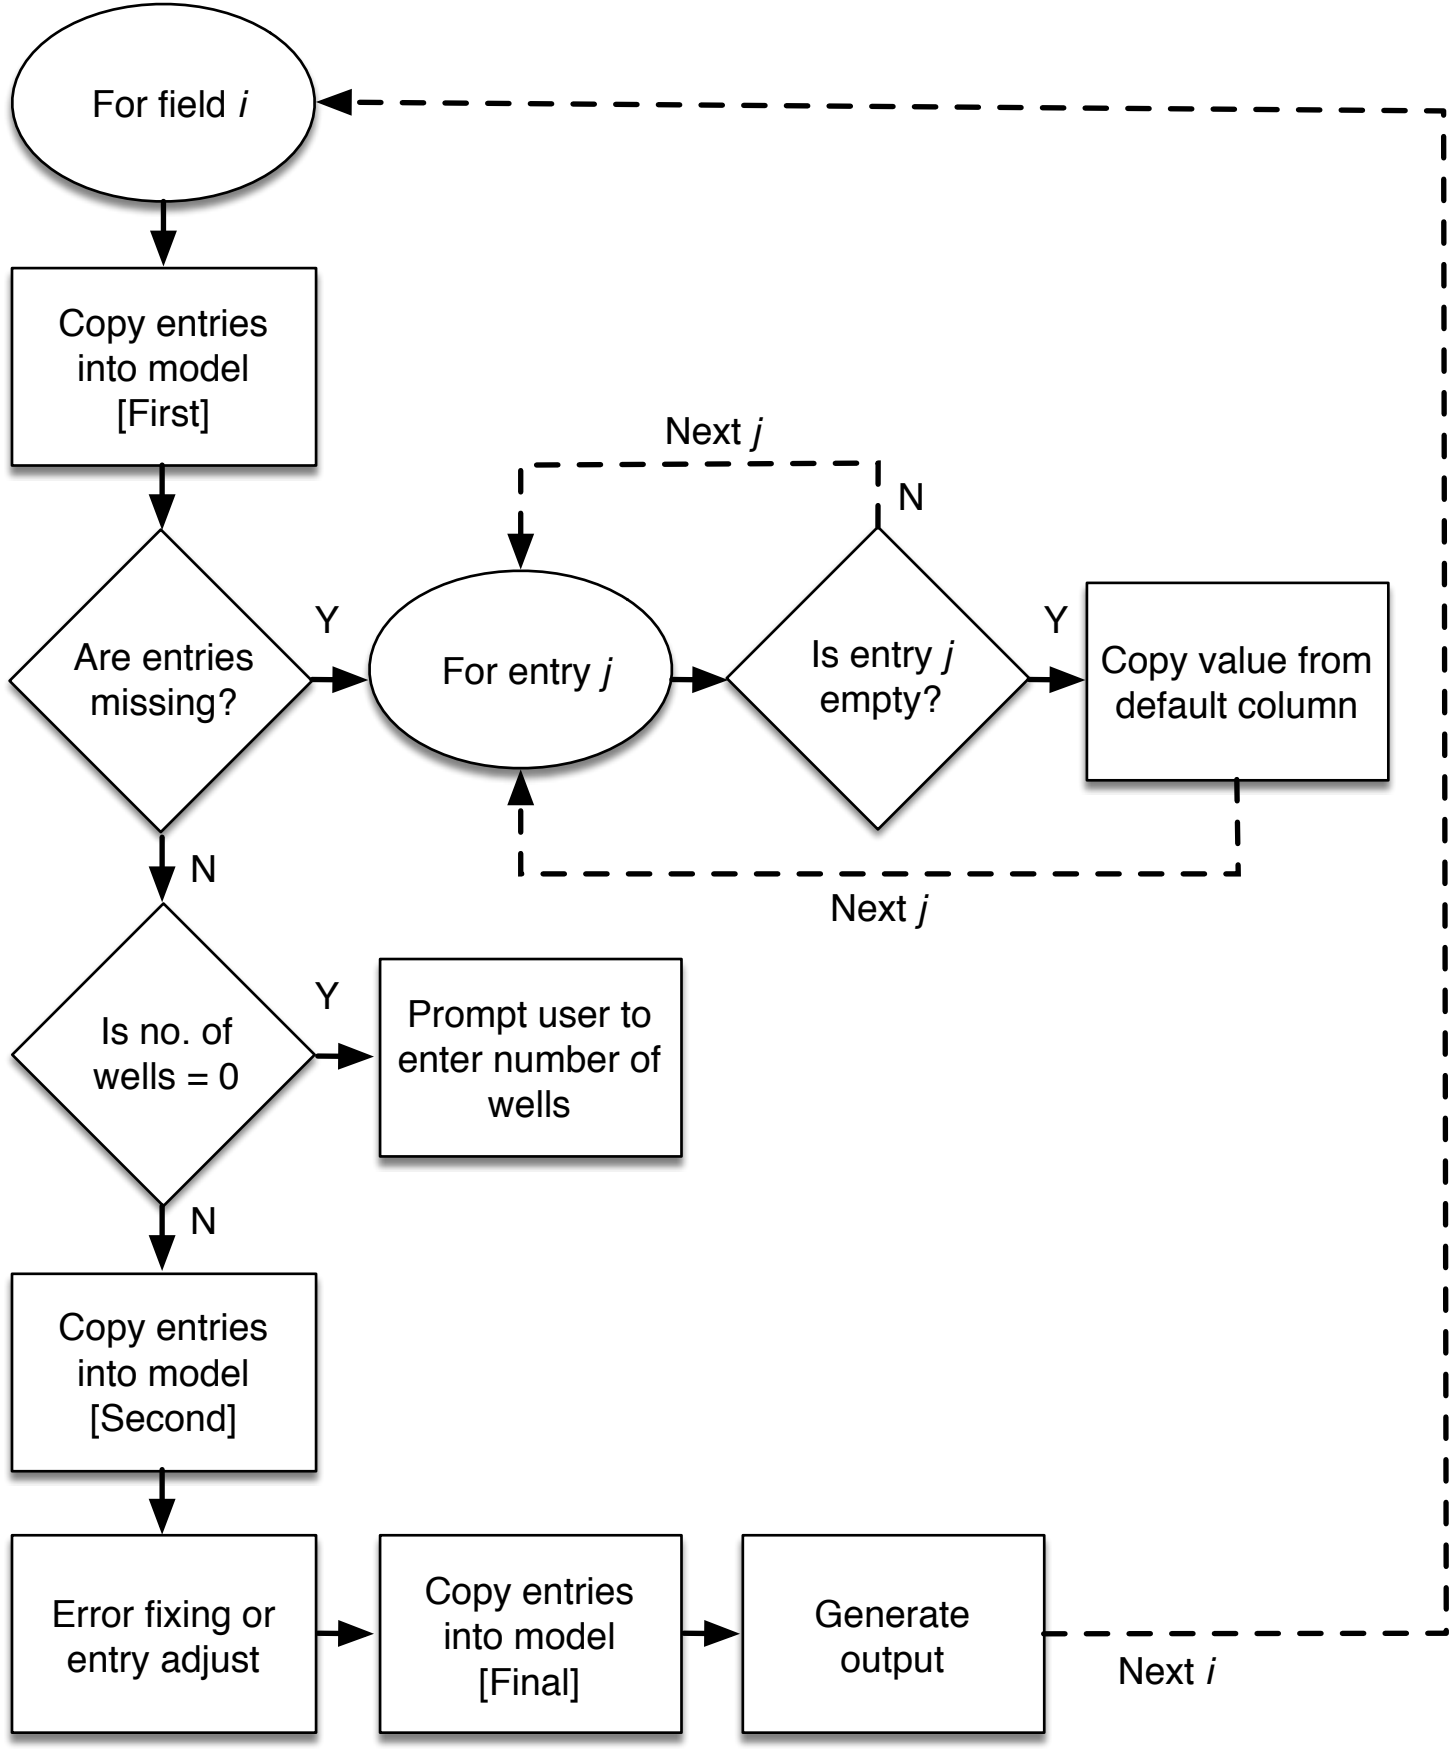 For field i
Copy entries
into model
[First]
Next j
N
Are entries
missing?
Y
For entry j
Is entry j
empty?
Y
Copy value from
default column
Next j
N
Is no. of
wells = 0
Y
Prompt user to
enter number of
wells
N
Copy entries
into model
[Second]
Error fixing or
entry adjust
Copy entries
into model
[Final]
Generate
output
Next i